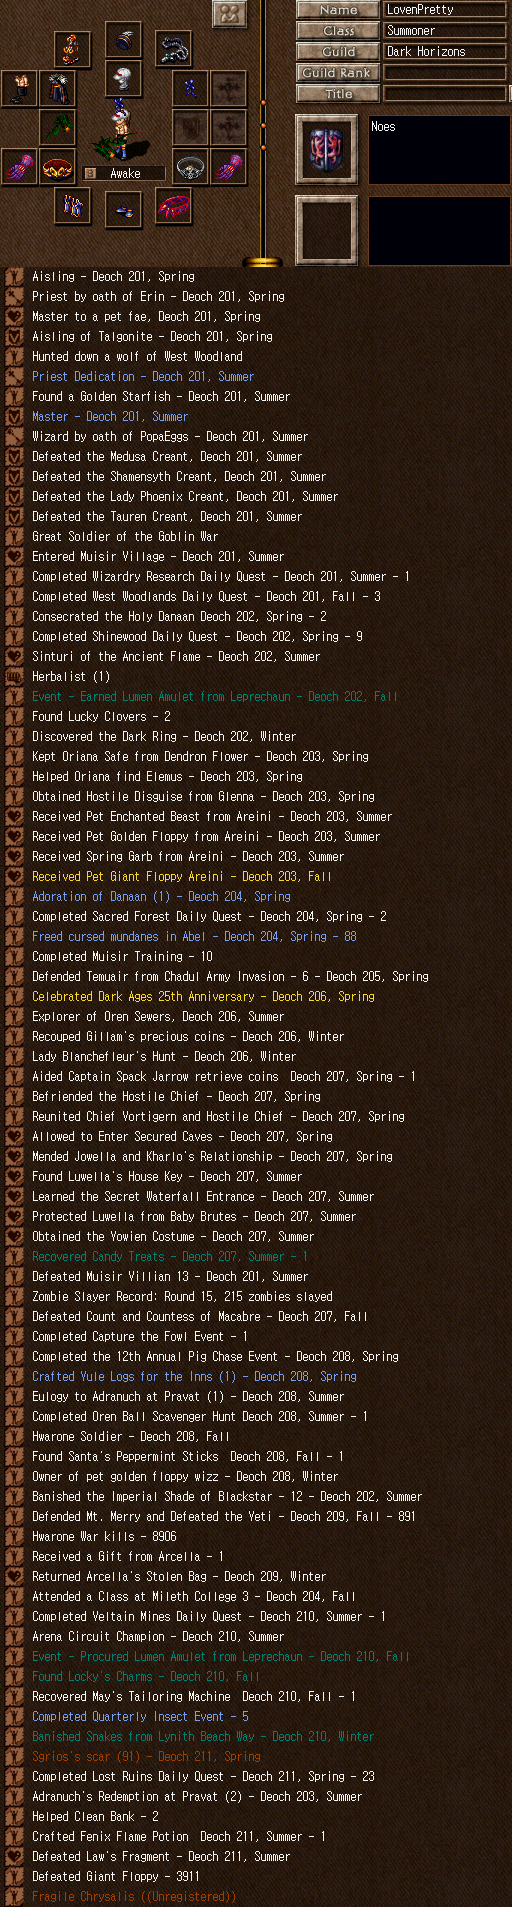 Name LovenPretty
Class Summoner
Guild Dark Horizons
Guild Rank
Title
Noes
Awake
Aisling - Deoch 201, Spring
Priest by oath of Erin - Deoch 201, Spring
Master to a pet fae, Deoch 201, Spring
Aisling of Talgonite - Deoch 201, Spring
Hunted down a wolf of West Woodland
Priest Dedication - Deoch 201, Summer
Found a Golden Starfish - Deoch 201, Summer
Master - Deoch 201, Summer
Wizard by oath of PopaEggs - Deoch 201, Summer
Defeated the Medusa Creant, Deoch 201, Summer
Defeated the Shamensyth Creant, Deoch 201, Summer
Defeated the Lady Phoenix Creant, Deoch 201, Summer
Defeated the Tauren Creant, Deoch 201, Summer
Great Soldier of the Goblin War
Entered Muisir Village - Deoch 201, Summer
Completed Wizardry Research Daily Quest - Deoch 201, Summer - 1
Completed West Woodlands Daily Quest - Deoch 201, Fall - 3
Consecrated the Holy Danaan Deoch 202, Spring - 2
Completed Shinewood Daily Quest - Deoch 202, Spring - 9
Sinturi of the Ancient Flame - Deoch 202, Summer
Herbalist (1)
Event - Earned Lumen Amulet from Leprechaun - Deoch 202, Fall
Found Lucky Clovers - 2
Discovered the Dark Ring - Deoch 202, Winter
Kept Oriana Safe from Dendron Flower - Deoch 203, Spring
Helped Oriana find Elemus - Deoch 203, Spring
Obtained Hostile Disguise from Glenna - Deoch 203, Spring
Received Pet Enchanted Beast from Areini - Deoch 203, Summer
Received Pet Golden Floppy from Areini - Deoch 203, Summer
Received Spring Garb from Areini - Deoch 203, Summer
Received Pet Giant Floppy Areini - Deoch 203, Fall
Adoration of Danaan (1) - Deoch 204, Spring
Completed Sacred Forest Daily Quest - Deoch 204, Spring - 2
Freed cursed mundanes in Abel - Deoch 204, Spring - 88
Completed Muisir Training - 10
Defended Temuair from Chadul Army Invasion - 6 - Deoch 205, Spring
Celebrated Dark Ages 25th Anniversary - Deoch 206, Spring
Explorer of Oren Sewers, Deoch 206, Summer
Recouped Gillam's precious coins - Deoch 206, Winter
Lady Blanchefleur's Hunt - Deoch 206, Winter
Aided Captain Spack Jarrow retrieve coins  Deoch 207, Spring - 1
Befriended the Hostile Chief - Deoch 207, Spring
Reunited Chief Vortigern and Hostile Chief - Deoch 207, Spring
Allowed to Enter Secured Caves - Deoch 207, Spring
Mended Jowella and Kharlo's Relationship - Deoch 207, Spring
Found Luwella's House Key - Deoch 207, Summer
Learned the Secret Waterfall Entrance - Deoch 207, Summer
Protected Luwella from Baby Brutes - Deoch 207, Summer
Obtained the Yowien Costume - Deoch 207, Summer
Recovered Candy Treats - Deoch 207, Summer - 1
Defeated Muisir Villian 13 - Deoch 201, Summer
Zombie Slayer Record: Round 15, 215 zombies slayed
Defeated Count and Countess of Macabre - Deoch 207, Fall
Completed Capture the Fowl Event - 1
Completed the 12th Annual Pig Chase Event - Deoch 208, Spring
Crafted Yule Logs for the Inns (1) - Deoch 208, Spring
Eulogy to Adranuch at Pravat (1) - Deoch 208, Summer
Completed Oren Ball Scavenger Hunt Deoch 208, Summer - 1
Hwarone Soldier - Deoch 208, Fall
Found Santa's Peppermint Sticks  Deoch 208, Fall - 1
Owner of pet golden floppy wizz - Deoch 208, Winter
Banished the Imperial Shade of Blackstar - 12 - Deoch 202, Summer
Defended Mt. Merry and Defeated the Yeti - Deoch 209, Fall - 891
Hwarone War kills - 8906
Received a Gift from Arcella - 1
Returned Arcella's Stolen Bag - Deoch 209, Winter
Attended a Class at Mileth College 3 - Deoch 204, Fall
Completed Veltain Mines Daily Quest - Deoch 210, Summer - 1
Arena Circuit Champion - Deoch 210, Summer
Event - Procured Lumen Amulet from Leprechaun - Deoch 210, Fall
Found Locky's Charms - Deoch 210, Fall
Recovered May's Tailoring Machine  Deoch 210, Fall - 1
Completed Quarterly Insect Event - 5
Banished Snakes from Lynith Beach Way - Deoch 210, Winter
Sgrios's scar (91) - Deoch 211, Spring
Completed Lost Ruins Daily Quest - Deoch 211, Spring - 23
Adranuch's Redemption at Pravat (2) - Deoch 203, Summer
Helped Clean Bank - 2
Crafted Fenix Flame Potion  Deoch 211, Summer - 1
Defeated Law's Fragment - Deoch 211, Summer
Defeated Giant Floppy - 3911
Fragile Chrysalis ((Unregistered))